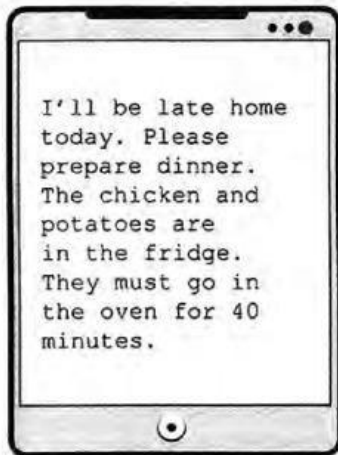 I'll be late home
today. Please
prepare dinner.
The chicken and
potatoes are
in the fridge.
They must go in
the oven for 40
minutes.